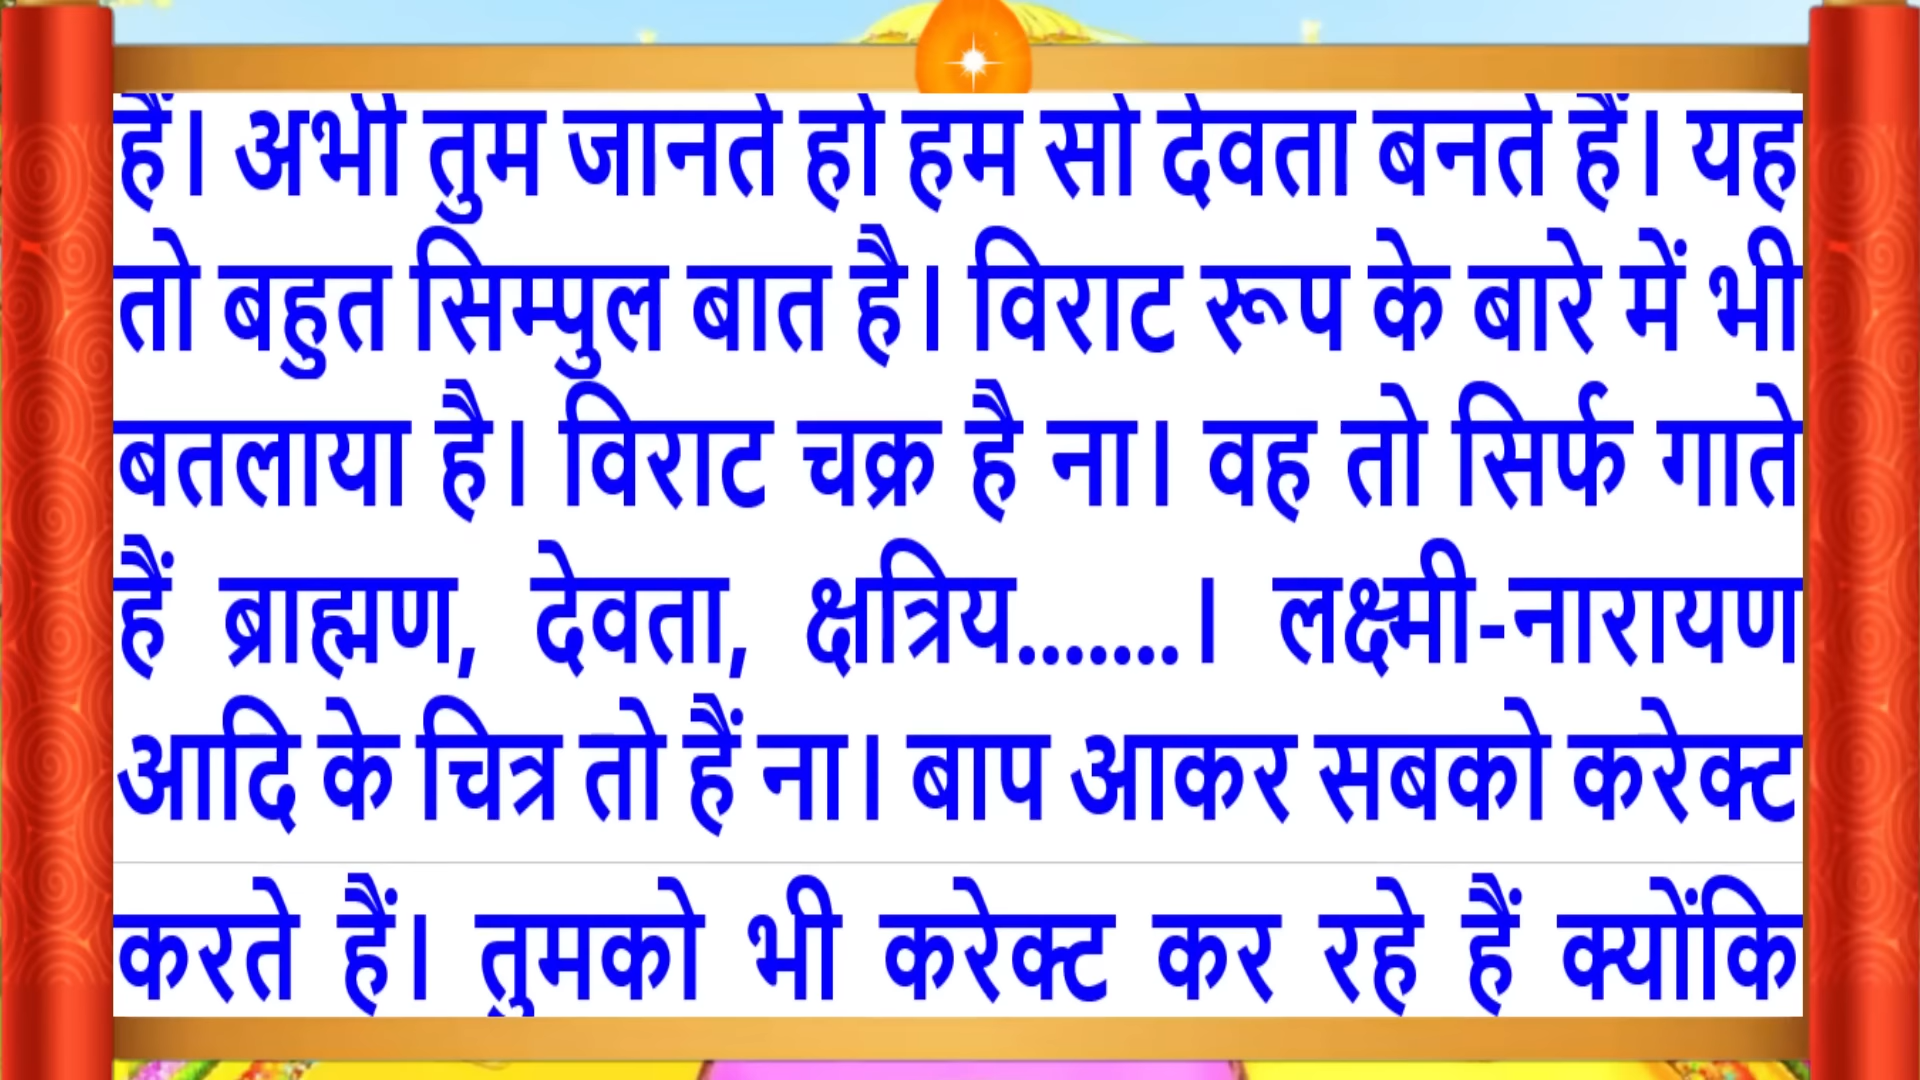 हैं। अभी तुम जानते हो हम सो देवता बनते हैं। यह
तो बहुत सिम्पुल बात है। विराट रूप के बारे में भी
बतलाया है। विराट चक्र है ना। वह तो सिर्फ गाते
हैं ब्राह्मण, देवता, क्षत्रिय.......। लक्ष्मी-नारायण
आदि के चित्र तो हैं ना। बाप आकर सबको करेक्ट
करते हैं। तुमको भी करेक्ट कर रहे हैं क्योंकि